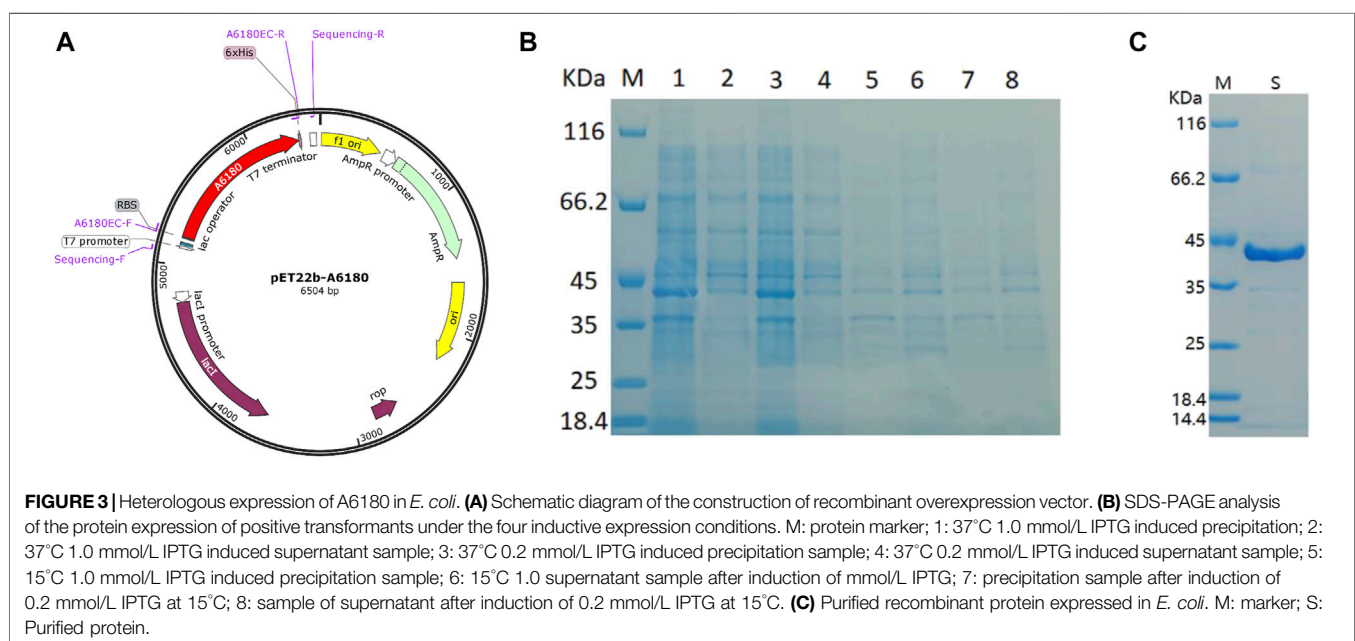 A
A6180EC-R
Sequencing-R
6xHis
6000
A6180
T7 terminator
f1 ori
AmpR promoter
1000
AmpR
RBS
A6180EC-F
T7 promoter
Sequencing-F
lac operator
5000
pET22b-A6180
6504 bp
lacI promoter
lacI
4000
rop
3000
ori
2000
B
KDa M 1 2 3 4 5 6 7 8
116
66.2
45
35
25
18.4
C
M S
KDa
116
66.2
45
35
25
18.4
14.4
FIGURE 3 | Heterologous expression of A6180 in E. coli. (A) Schematic diagram of the construction of recombinant overexpression vector. (B) SDS-PAGE analysis
of the protein expression of positive transformants under the four inductive expression conditions. M: protein marker; 1: 37°C 1.0 mmol/L IPTG induced precipitation; 2:
37°C 1.0 mmol/L IPTG induced supernatant sample; 3: 37°C 0.2 mmol/L IPTG induced precipitation sample; 4: 37°C 0.2 mmol/L IPTG induced supernatant sample; 5:
15°C 1.0 mmol/L IPTG induced precipitation sample; 6: 15°C 1.0 supernatant sample after induction of mmol/L IPTG; 7: precipitation sample after induction of
0.2 mmol/L IPTG at 15°C; 8: sample of supernatant after induction of 0.2 mmol/L IPTG at 15°C. (C) Purified recombinant protein expressed in E. coli. M: marker; S:
Purified protein.